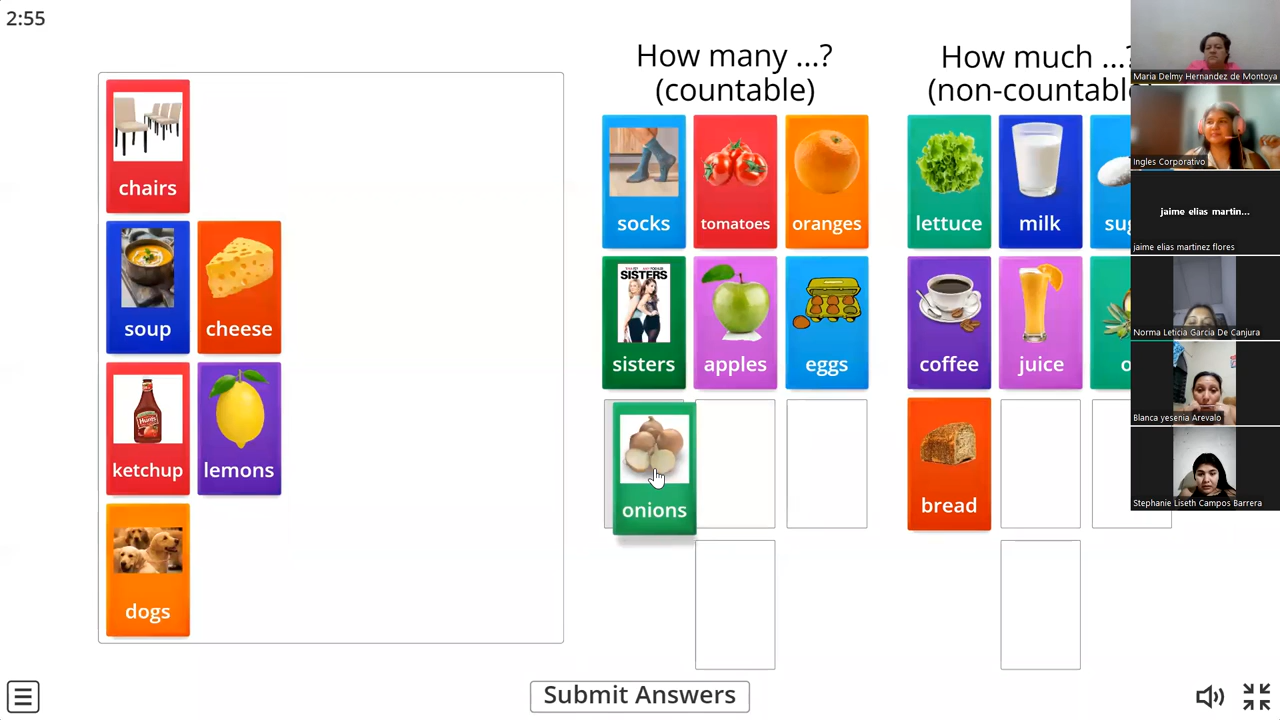 2:55
How many ...?
(countable)
How much ...?
(non-countable)
chairs
soup
cheese
ketchup
lemons
dogs
socks
tomatoes
oranges
SISTERS
sisters
apples
eggs
onions
lettuce
milk
sug
coffee
juice
o
bread
Submit Answers
Maria Delmy Hernandez de Montoya
Ingles Corporativo
jaime elias martin...
jaime elias martinez flores
Norma Leticia Garcia De Canjura
Blanca yesenia Arevalo
Stephanie Liseth Campos Barrera